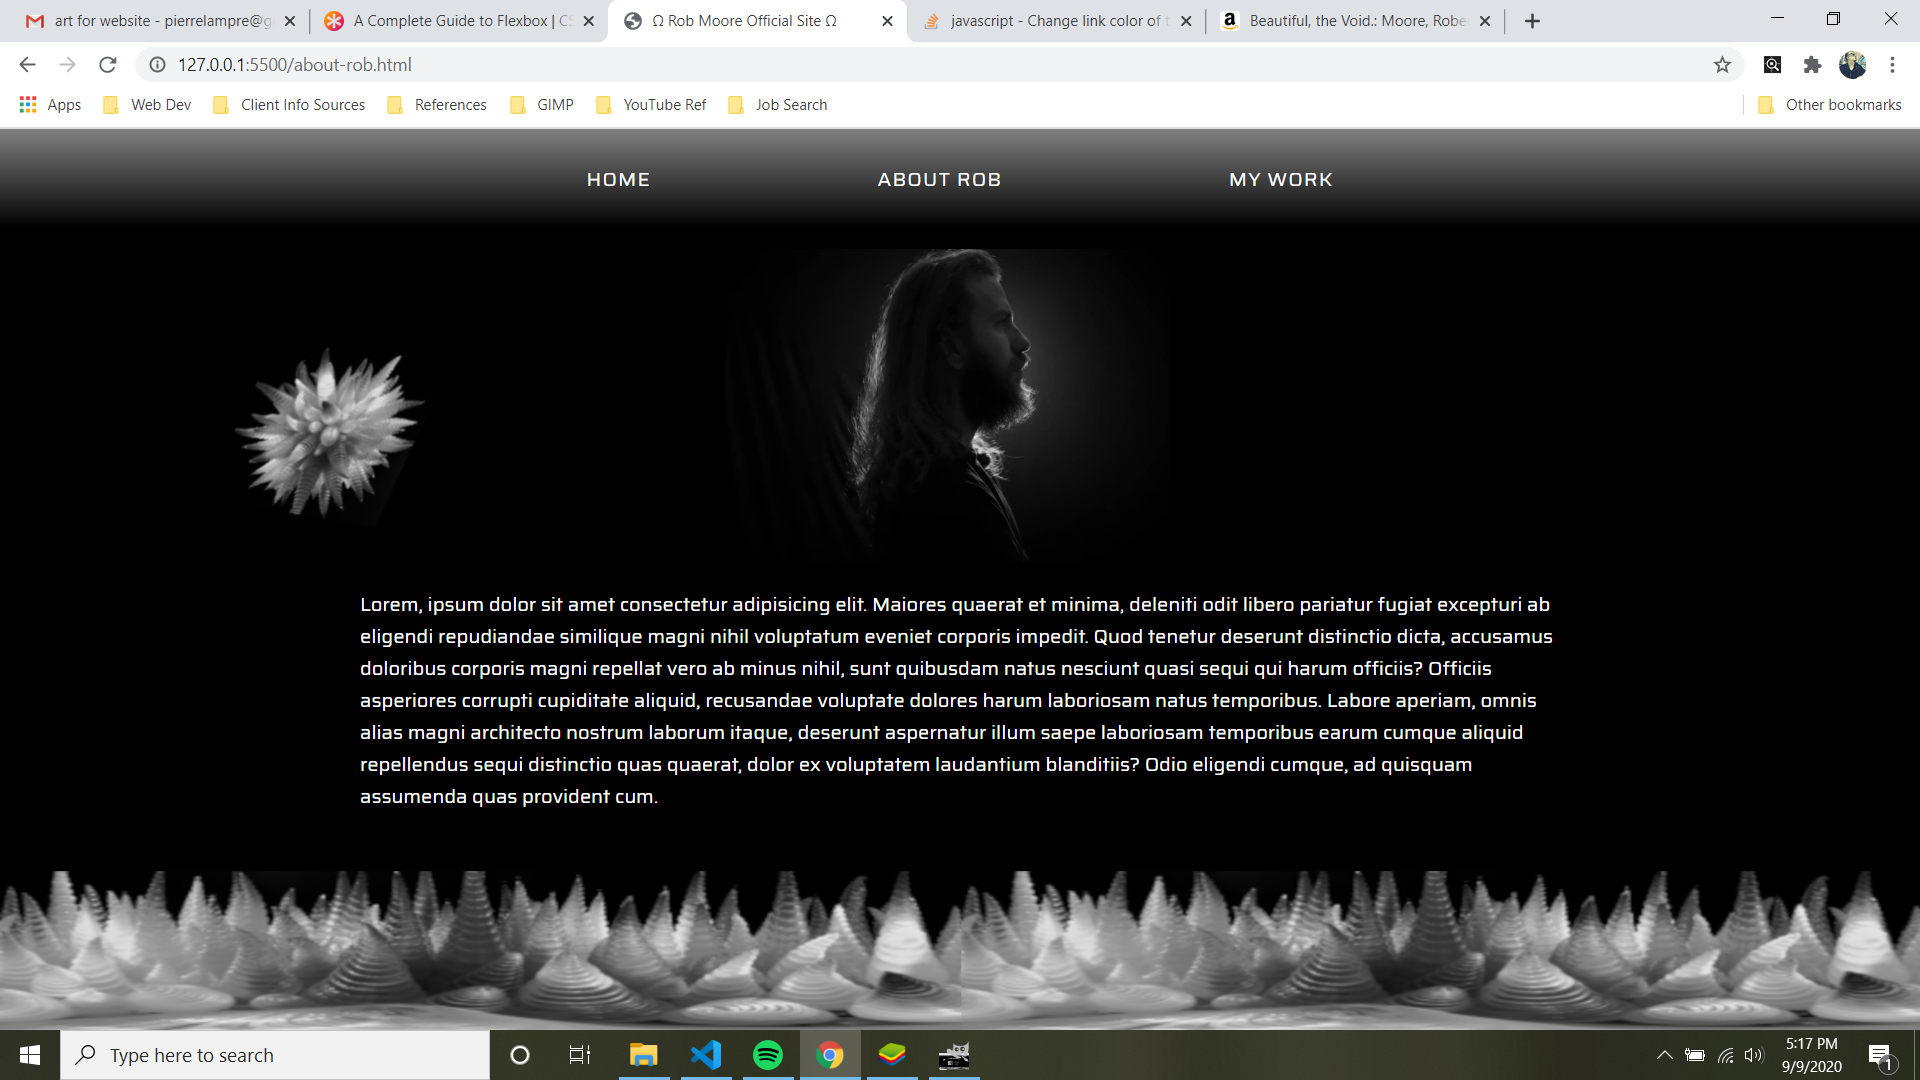 art for website - pierrelampre@g
A Complete Guide to Flexbox | CS
Ω Rob Moore Official Site Ω
javascript - Change link color of t
Beautiful, the Void.: Moore, Robe
127.0.0.1:5500/about-rob.html
Apps
Web Dev
Client Info Sources
References
GIMP
YouTube Ref
Job Search
Other bookmarks
HOME
ABOUT ROB
MY WORK
Lorem, ipsum dolor sit amet consectetur adipisicing elit. Maiores quaerat et minima, deleniti odit libero pariatur fugiat excepturi ab
eligendi repudiandae similique magni nihil voluptatum eveniet corporis impedit. Quod tenetur deserunt distinctio dicta, accusamus
doloribus corporis magni repellat vero ab minus nihil, sunt quibusdam natus nesciunt quasi sequi qui harum officiis? Officiis
asperiores corrupti cupiditate aliquid, recusandae voluptate dolores harum laboriosam natus temporibus. Labore aperiam, omnis
alias magni architecto nostrum laborum itaque, deserunt aspernatur illum saepe laboriosam temporibus earum cumque aliquid
repellendus sequi distinctio quas quaerat, dolor ex voluptatem laudantium blanditiis? Odio eligendi cumque, ad quisquam
assumenda quas provident cum.
Type here to search
5:17 PM
9/9/2020
1